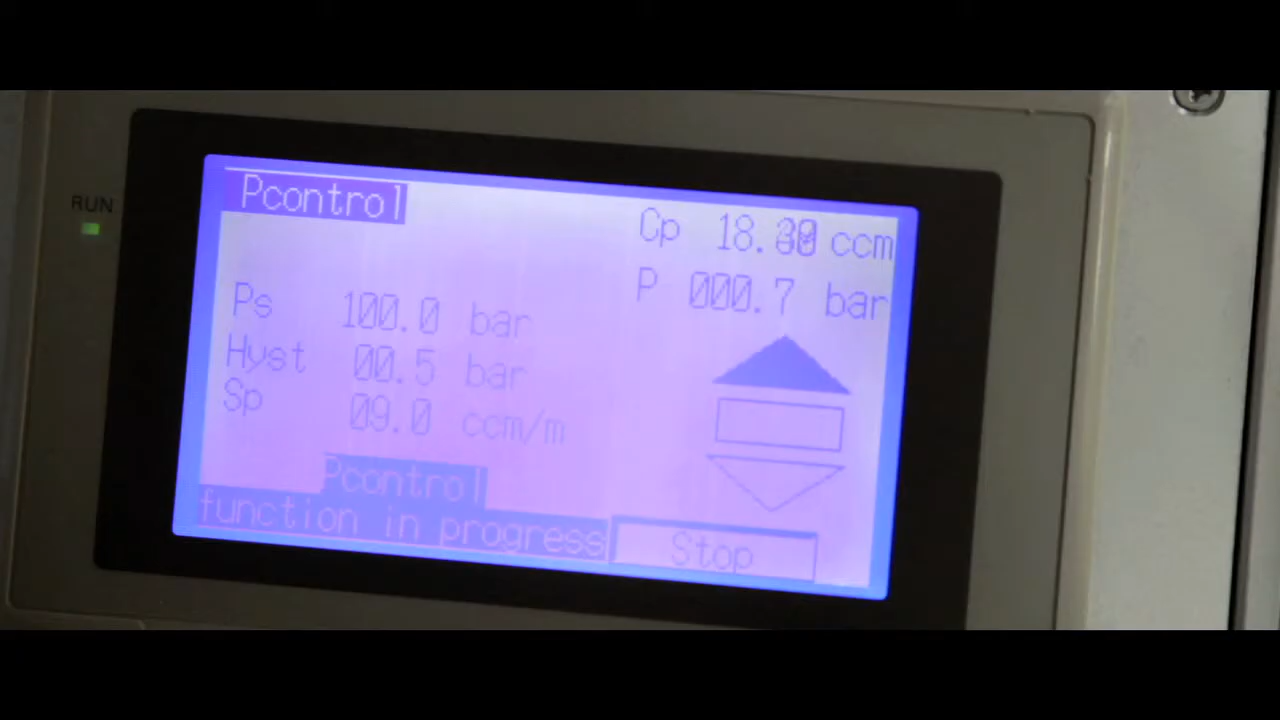 RUN
Pcontrol
Cp 18. ccm
P 000.7 bar
Ps 100.0 bar
Hyst 00.5 bar
Sp 09.0 ccm/m
Pcontrol
function in progress
Stop